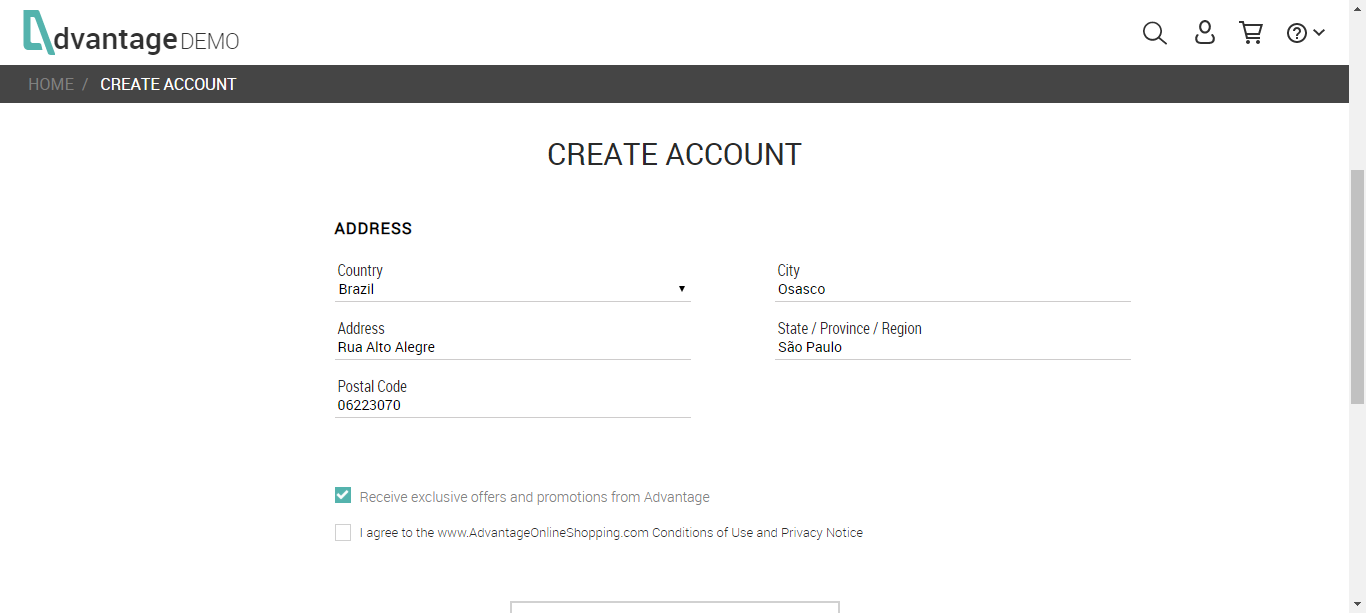 Advantage DEMO
HOME / CREATE ACCOUNT
CREATE ACCOUNT
ADDRESS
Country
Brazil
City
Osasco
Address
Rua Alto Alegre
State / Province / Region
São Paulo
Postal Code
06223070
Receive exclusive offers and promotions from Advantage
I agree to the www.AdvantageOnlineShopping.com Conditions of Use and Privacy Notice